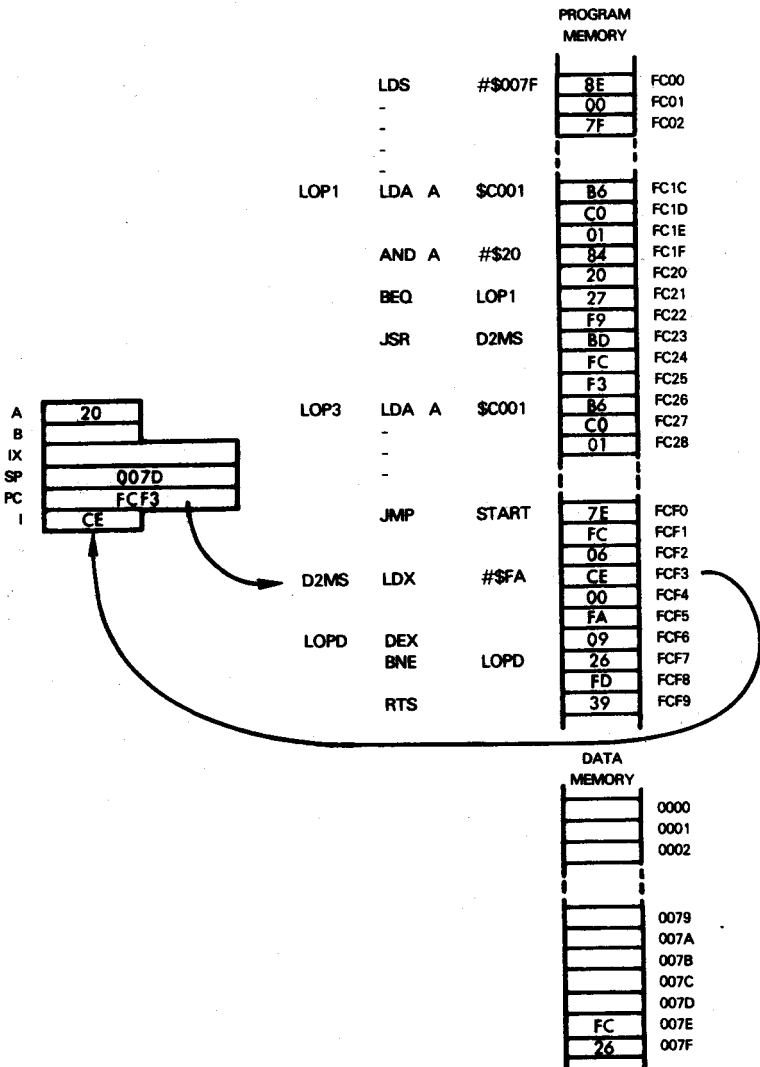 PROGRAM
MEMORY
LDS #$007F 8E FC00
- 00 FC01
- 7F FC02
-
-
LOP1 LDA A $C001 B6 FC1C
C0 FC1D
01 FC1E
AND A #$20 84 FC1F
20 FC20
BEQ LOP1 27 FC21
F9 FC22
JSR D2MS BD FC23
FC FC24
F3 FC25
A 20 LOP3 LDA A $C001 B6 FC26
B - C0 FC27
IX - 01 FC28
SP 007D -
PC FCF3 JMP START 7E FCF0
I CE FC FCF1
06 FCF2
D2MS LDX #$FA CE FCF3
00 FCF4
FA FCF5
LOPD DEX 09 FCF6
BNE LOPD 26 FCF7
FD FCF8
RTS 39 FCF9
DATA
MEMORY
0000
0001
0002
0079
007A
007B
007C
007D
FC 007E
26 007F